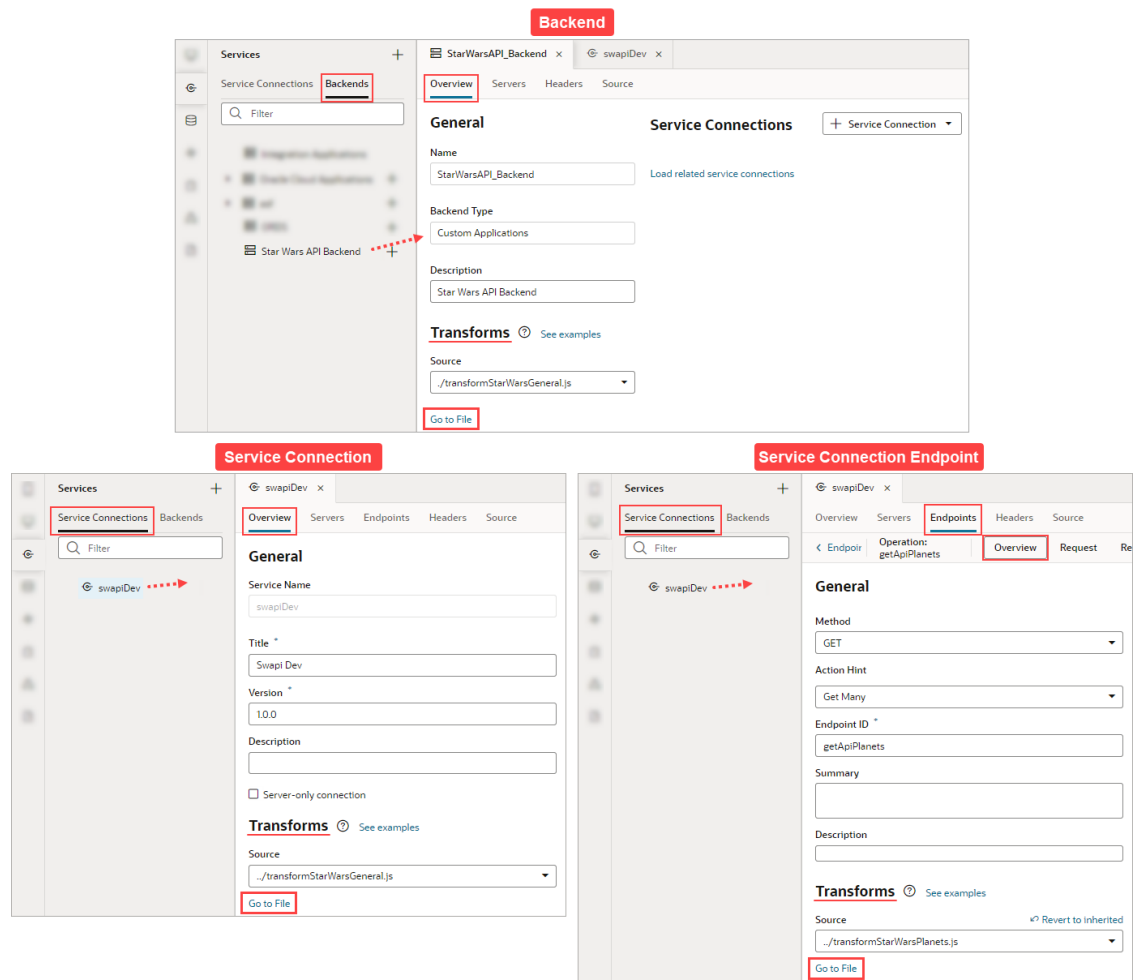 Backend
Services +
StarWarsAPI_Backend ×
swapiDev ×
Service Connections Backends
Overview Servers Headers Source
Filter
General
Service Connections
+ Service Connection
Name
StarWarsAPI_Backend
Load related service connections
Integration Applications
Oracle Cloud Applications
ORDS
Star Wars API Backend +
Backend Type
Custom Applications
Description
Star Wars API Backend
Transforms ? See examples
Source
./transformStarWarsGeneral.js
Go to File
Service Connection
Services +
swapiDev ×
Service Connections Backends
Overview Servers Endpoints Headers Source
Filter
swapiDev
General
Service Name
swapiDev
Title *
Swapi Dev
Version *
1.0.0
Description
Server-only connection
Transforms ? See examples
Source
../transformStarWarsGeneral.js
Go to File
Service Connection Endpoint
Services +
swapiDev ×
Service Connections Backends
Overview Servers Endpoints Headers Source
Filter
swapiDev
< Endpoir
Operation:
getApiPlanets
Overview Request Re
General
Method
GET
Action Hint
Get Many
Endpoint ID *
getApiPlanets
Summary
Description
Transforms ? See examples
Source
Revert to inherited
../transformStarWarsPlanets.js
Go to File